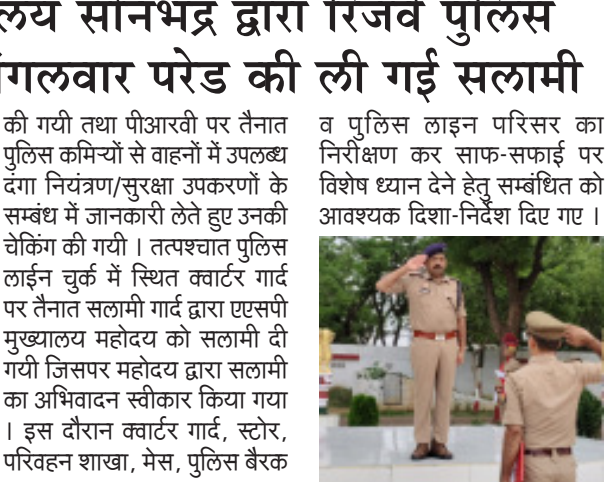 सोनभद्र द्वारा रिजर्व पुलिस
परेड की ली गई सलामी
की गयी तथा पीआरवी पर तैनात
पुलिस कर्मियों से वाहनों में उपलब्ध
दंगा नियंत्रण/सुरक्षा उपकरणों के
सम्बंध में जानकारी लेते हुए उनकी
चेकिंग की गयी । तत्पश्चात पुलिस
लाईन चुर्क में स्थित क्वार्टर गार्द
पर तैनात सलामी गार्द द्वारा एएसपी
मुख्यालय महोदय को सलामी दी
गयी जिसपर महोदय द्वारा सलामी
का अभिवादन स्वीकार किया गया
। इस दौरान क्वार्टर गार्द, स्टोर,
परिवहन शाखा, मेस, पुलिस बैरक
व पुलिस लाइन परिसर का
निरीक्षण कर साफ-सफाई पर
विशेष ध्यान देने हेतु सम्बंधित को
आवश्यक दिशा-निर्देश दिए गए ।